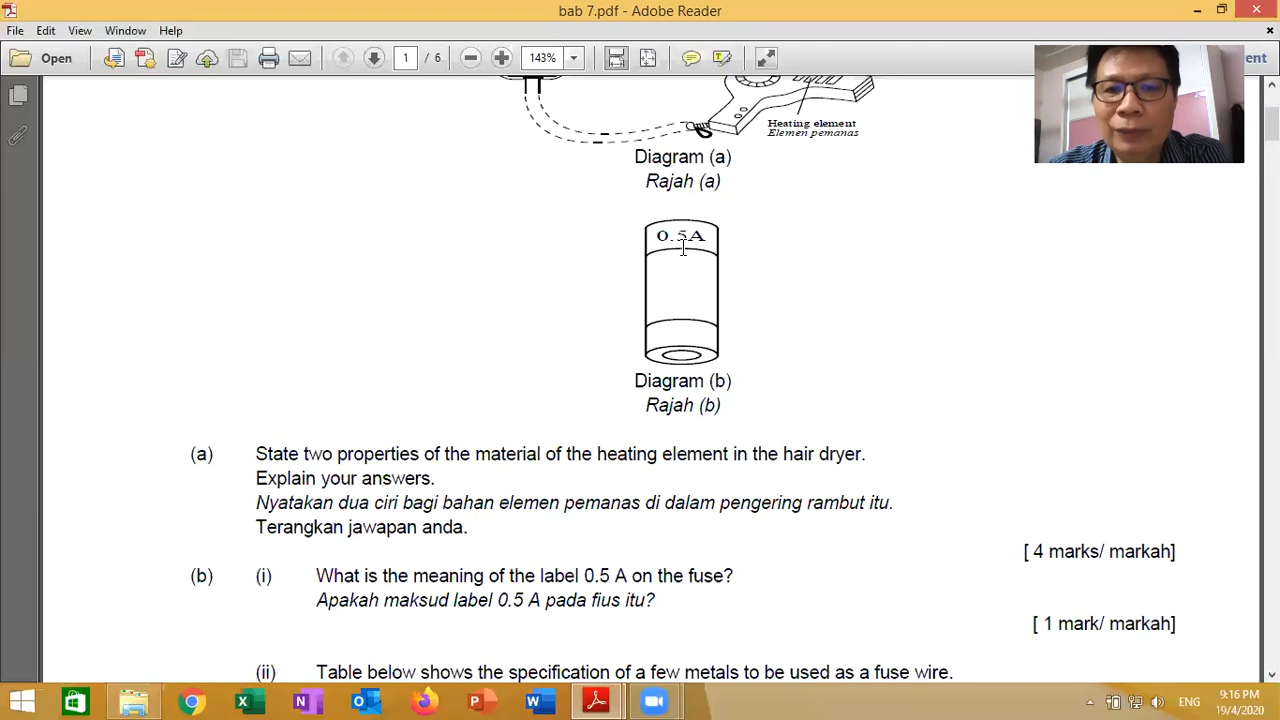 bab 7.pdf - Adobe Reader
File Edit View Window Help
Open 1 / 6 143%
Heating element
Elemen pemanas
Diagram (a)
Rajah (a)
0.5A
Diagram (b)
Rajah (b)
(a) State two properties of the material of the heating element in the hair dryer.
Explain your answers.
Nyatakan dua ciri bagi bahan elemen pemanas di dalam pengering rambut itu.
Terangkan jawapan anda.
[ 4 marks/ markah]
(b) (i) What is the meaning of the label 0.5 A on the fuse?
Apakah maksud label 0.5 A pada fius itu?
[ 1 mark/ markah]
(ii) Table below shows the specification of a few metals to be used as a fuse wire.
ENG
9:16 PM
19/4/2020